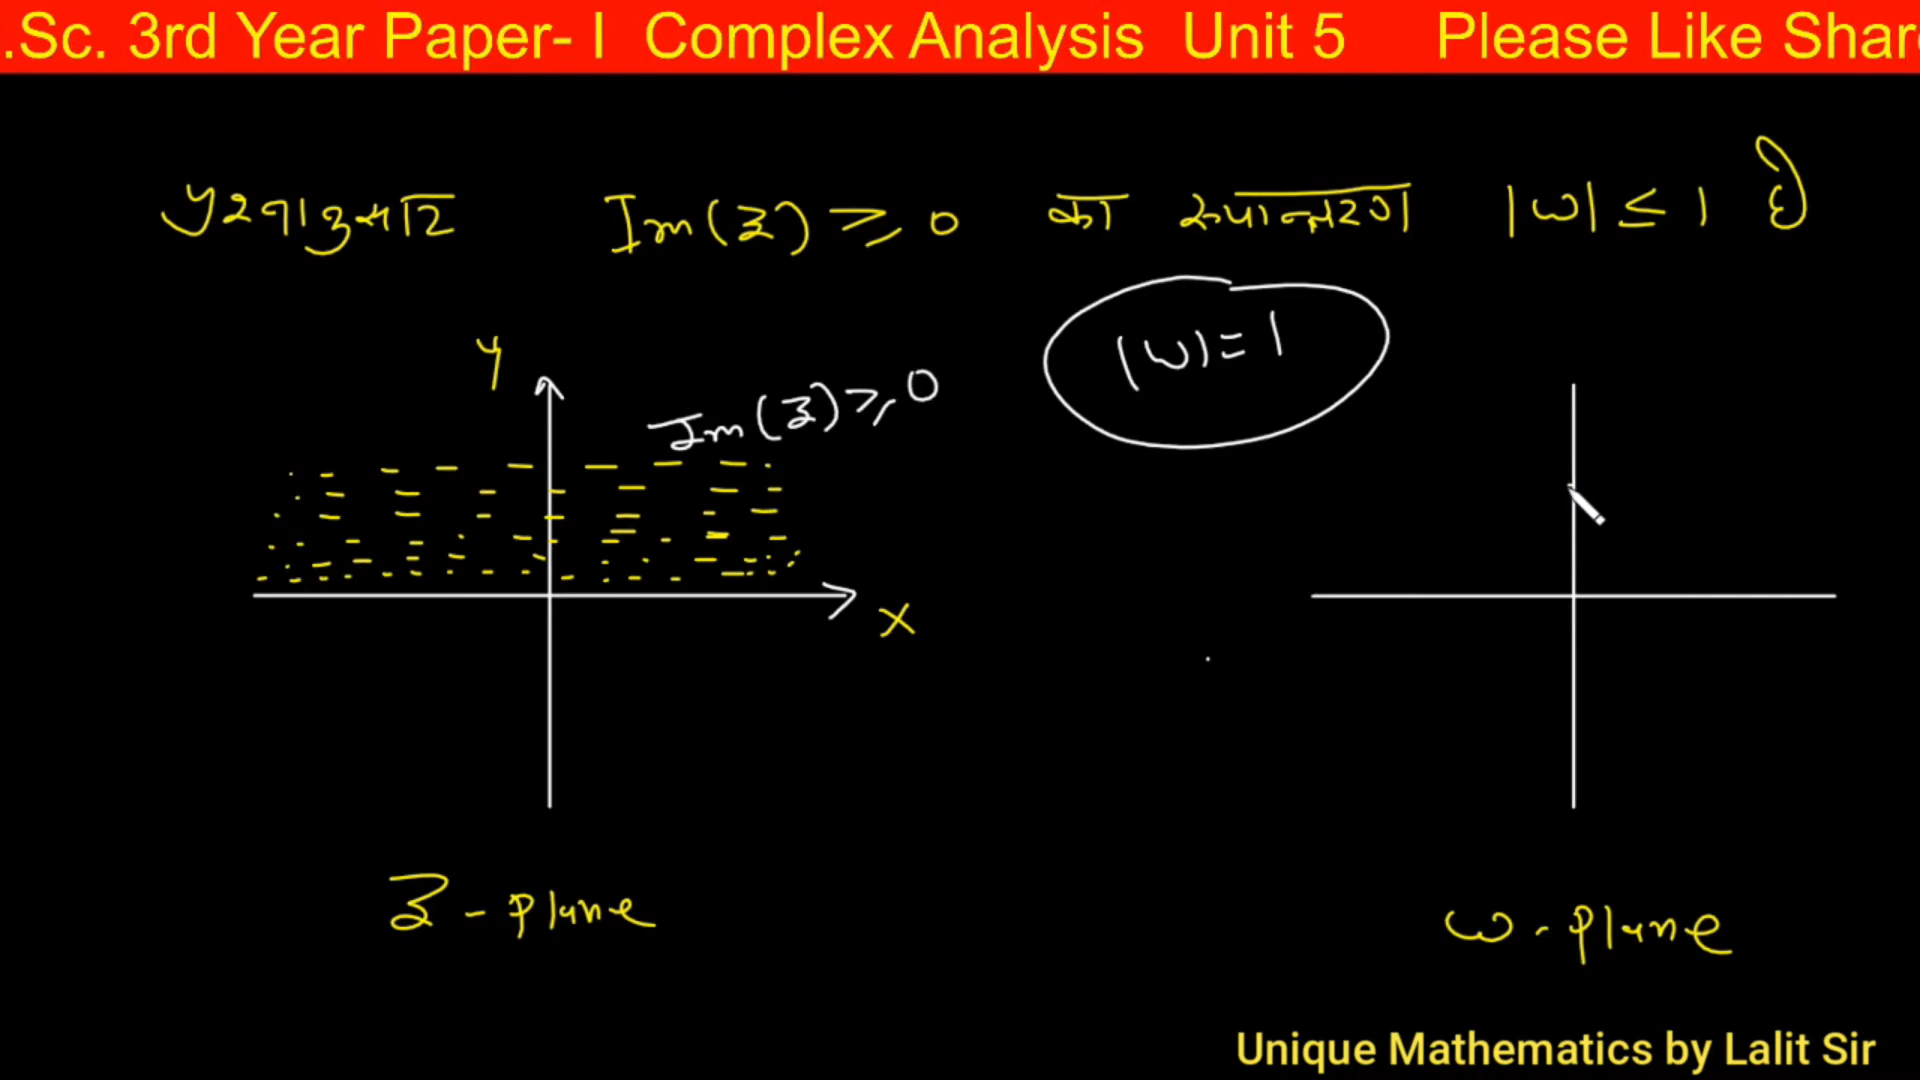 .Sc. 3rd Year Paper- I Complex Analysis Unit 5 Please Like Shar
प्रश्नानुसार Im(z) ≥ 0 का रूपान्तरण |w| ≤ 1 है
|w| = 1
y
Im(z) ≥ 0
x
z - plane
w - plane
Unique Mathematics by Lalit Sir